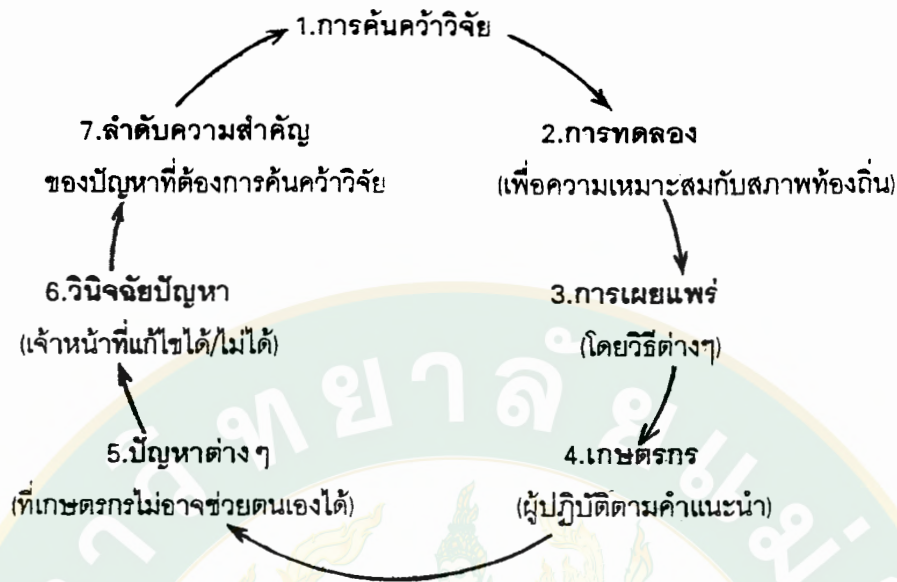 1.การค้นคว้าวิจัย
2.การทดลอง
(เพื่อความเหมาะสมกับสภาพท้องถิ่น)
3.การเผยแพร่
(โดยวิธีต่างๆ)
4.เกษตรกร
(ผู้ปฏิบัติตามคำแนะนำ)
5.ปัญหาต่างๆ
(ที่เกษตรกรไม่อาจช่วยตนเองได้)
6.วินิจฉัยปัญหา
(เจ้าหน้าที่แก้ไขได้/ไม่ได้)
7.ลำดับความสำคัญ
ของปัญหาที่ต้องการค้นคว้าวิจัย